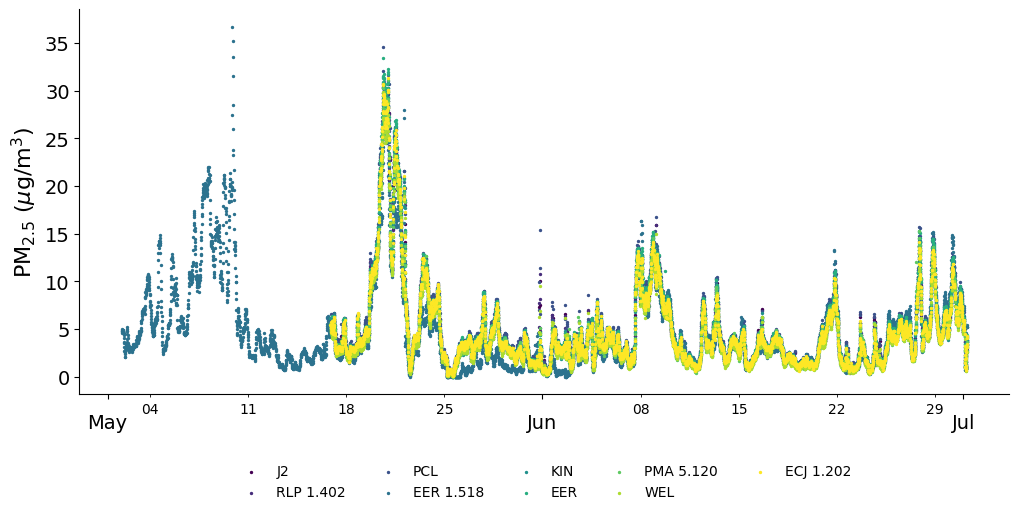 PM2.5 (μg/m3)
35
30
25
20
15
10
5
0
04 11 18 25 08 15 22 29
May Jun Jul
J2 PCL KIN PMA 5.120 ECJ 1.202
RLP 1.402 EER 1.518 EER WEL